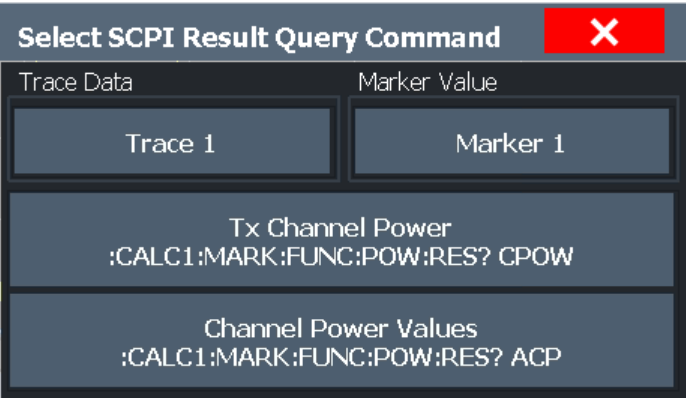 Select SCPI Result Query Command
Trace Data
Marker Value
Trace 1
Marker 1
Tx Channel Power
:CALC1:MARK:FUNC:POW:RES? CPOW
Channel Power Values
:CALC1:MARK:FUNC:POW:RES? ACP